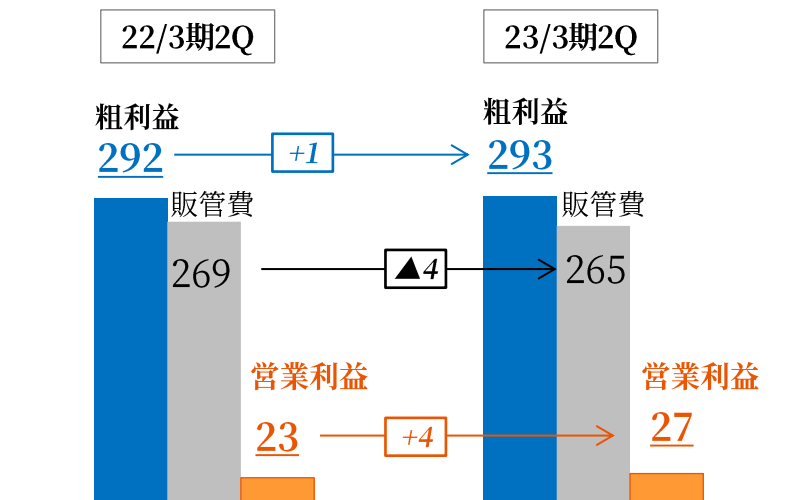 22/3期2Q
23/3期2Q
粗利益
292
+1
粗利益
293
販管費
269
▲4
販管費
265
営業利益
23
+4
営業利益
27